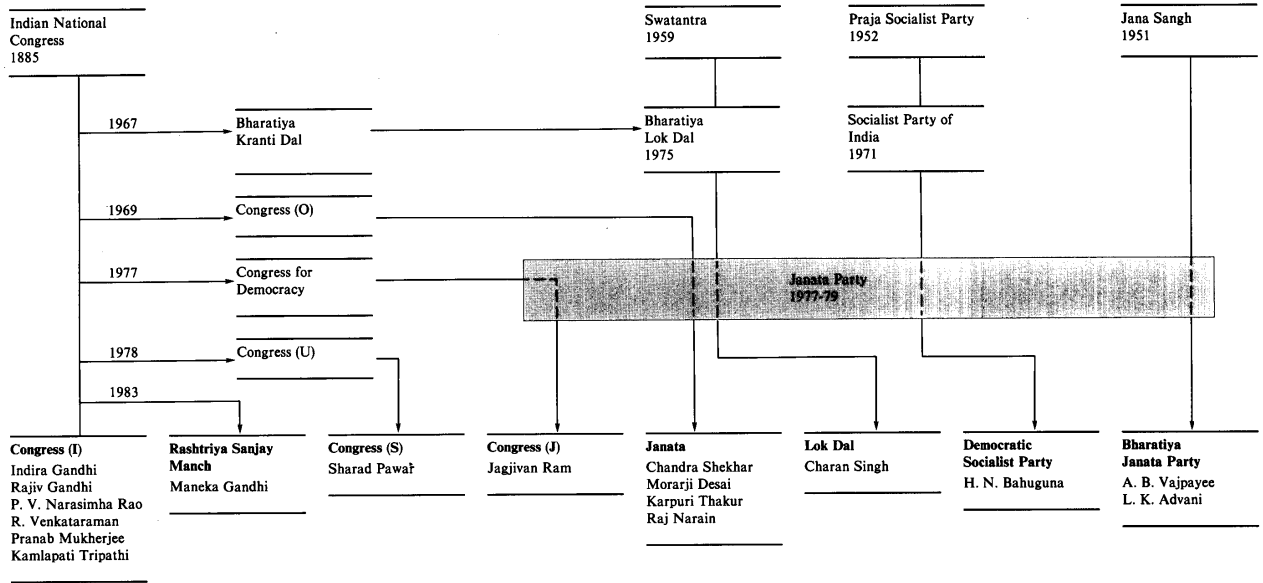 Indian National
Congress
1885
Swatantra
1959
Praja Socialist Party
1952
Jana Sangh
1951
1967
Bharatiya
Kranti Dal
Bharatiya
Lok Dal
1975
Socialist Party of
India
1971
1969
Congress (O)
1977
Congress for
Democracy
Janata Party
1977-79
1978
Congress (U)
1983
Congress (I)
Indira Gandhi
Rajiv Gandhi
P. V. Narasimha Rao
R. Venkataraman
Pranab Mukherjee
Kamlapati Tripathi
Rashtriya Sanjay
Manch
Maneka Gandhi
Congress (S)
Sharad Pawar
Congress (J)
Jagjivan Ram
Janata
Chandra Shekhar
Morarji Desai
Karpuri Thakur
Raj Narain
Lok Dal
Charan Singh
Democratic
Socialist Party
H. N. Bahuguna
Bharatiya
Janata Party
A. B. Vajpayee
L. K. Advani